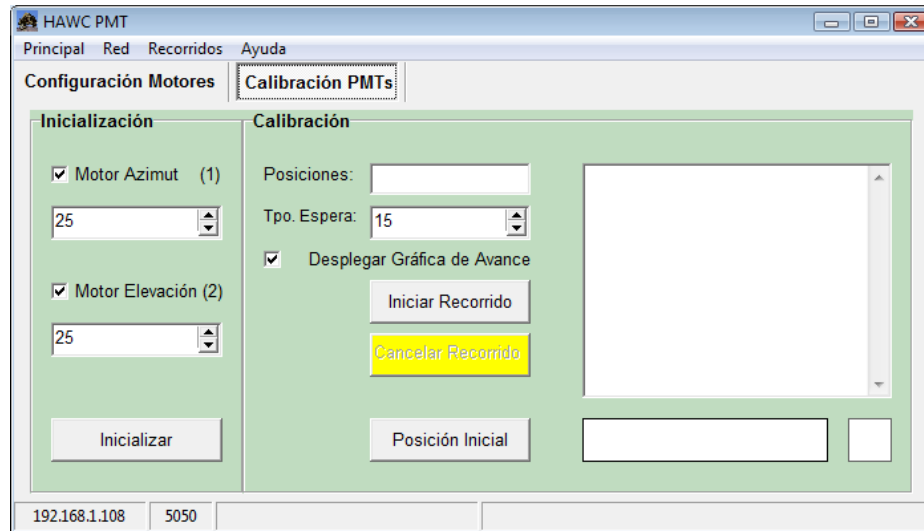 HAWC PMT
Principal Red Recorridos Ayuda
Configuración Motores Calibración PMTs
Inicialización
Motor Azimut (1)
25
Motor Elevación (2)
25
Inicializar
Calibración
Posiciones:
Tpo. Espera: 15
Desplegar Gráfica de Avance
Iniciar Recorrido
Cancelar Recorrido
Posición Inicial
192.168.1.108 5050